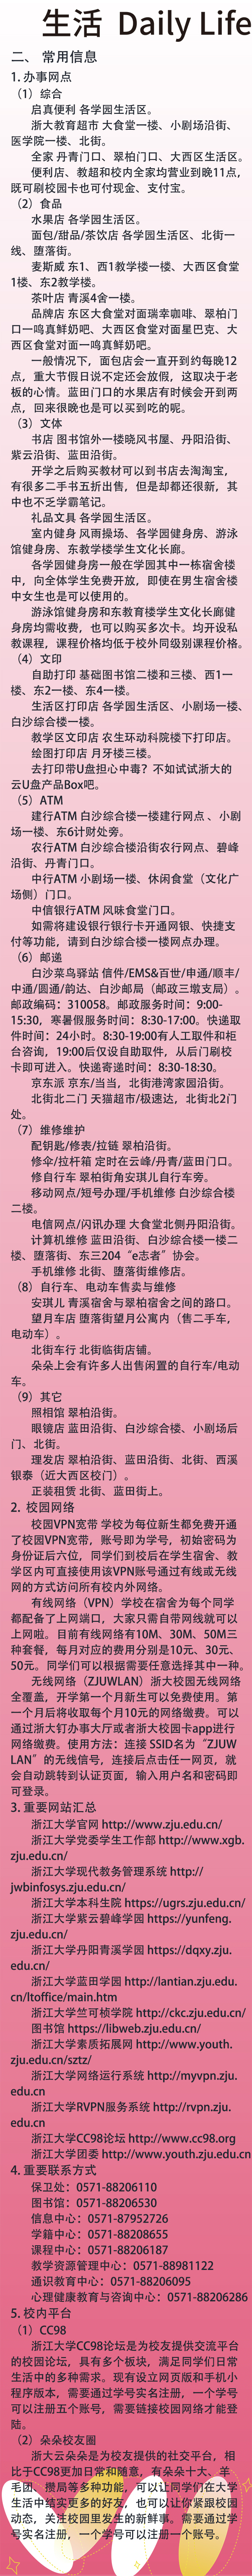 生活 Daily Life
二、 常用信息
1. 办事网点
（1）综合
启真便利 各学园生活区。
浙大教育超市 大食堂一楼、小剧场沿街、
医学院一楼、北街。
全家 丹青门口、翠柏门口、大西区生活区。
便利店、教超和校内全家均营业到晚11点，
既可刷校园卡也可付现金、支付宝。
（2）食品
水果店 各学园生活区。
面包/甜品/茶饮店 各学园生活区、北街一
线、堕落街。
麦斯威 东1、西1教学楼一楼、大西区食堂
1楼、东2教学楼。
茶叶店 青溪4舍一楼。
品牌店 东区大食堂对面瑞幸咖啡、翠柏门
口一鸣真鲜奶吧、大西区食堂对面星巴克、大
西区食堂对面一鸣真鲜奶吧。
一般情况下，面包店会一直开到约每晚12
点，重大节假日说不定还会放假，这取决于老
板的心情。蓝田门口的水果店有时候会开到两
点，回来很晚也是可以买到吃的呢。
（3）文体
书店 图书馆外一楼晓风书屋、丹阳沿街、
紫云沿街、蓝田沿街。
开学之后购买教材可以到书店去淘淘宝，
有很多二手书五折出售，但是却都还很新，其
中也不乏学霸笔记。
礼品文具 各学园生活区。
室内健身 风雨操场、各学园健身房、游泳
馆健身房、东教学楼学生文化长廊。
各学园健身房一般在学园其中一栋宿舍楼
中，向全体学生免费开放，即使在男生宿舍楼
中女生也是可以使用的。
游泳馆健身房和东教育楼学生文化长廊健
身房均需收费，也可以购买多次卡。均开设私
教课程，课程价格均低于校外同级别课程价格。
（4）文印
自助打印 基础图书馆二楼和三楼、西1一
楼、东2一楼、东4一楼。
生活区打印店 各学园生活区、小剧场一楼、
白沙综合楼一楼。
教学区文印店 农生环动科院楼下打印店。
绘图打印店 月牙楼三楼。
去打印带U盘担心中毒？不如试试浙大的
云U盘产品Box吧。
（5）ATM
建行ATM 白沙综合楼一楼建行网点 、小剧
场一楼、东6计财处旁。
农行ATM 白沙综合楼沿街农行网点、碧峰
沿街、丹青门口。
中行ATM 小剧场一楼、休闲食堂（文化广
场侧）门口。
中信银行ATM 风味食堂门口。
如需将建设银行银行卡开通网银、快捷支
付等功能，请到白沙综合楼一楼网点办理。
（6）邮递
白沙菜鸟驿站 信件/EMS&百世/申通/顺丰/
中通/圆通/韵达、白沙邮局（邮政三墩支局）。
邮政编码：310058。邮政服务时间：9:00-
15:30，寒暑假服务时间：8:30-17:00。快递取
件时间：24小时。8:30-19:00有人工取件和柜
台咨询，19:00后仅设自助取件，从后门刷校
卡即可进入。快递寄递时间：8:30-18:30。
京东派 京东/当当，北街港湾家园沿街。
北街北二门 天猫超市/极速达，北街北2门
处。
（7）维修维护
配钥匙/修表/拉链 翠柏沿街。
修伞/拉杆箱 定时在云峰/丹青/蓝田门口。
修自行车 翠柏街角安琪儿自行车旁。
移动网点/短号办理/手机维修 白沙综合楼
二楼。
电信网点/闪讯办理 大食堂北侧丹阳沿街。
计算机维修 蓝田沿街、白沙综合楼一楼二
楼、堕落街、东三204 “e志者”协会。
手机维修 北街、堕落街维修店。
（8）自行车、电动车售卖与维修
安琪儿 青溪宿舍与翠柏宿舍之间的路口。
望月车店 堕落街望月公寓内（售二手车，
电动车）。
北街车行 北街临街店铺。
朵朵上会有许多人出售闲置的自行车/电动
车。
（9）其它
照相馆 翠柏沿街。
眼镜店 蓝田沿街、白沙综合楼、小剧场后
门、北街。
理发店 翠柏沿街、蓝田沿街、北街、西溪
银泰（近大西区校门）。
正装租赁 北街、蓝田街上。
2. 校园网络
校园VPN宽带 学校为每位新生都免费开通
了校园VPN宽带，账号即为学号，初始密码为
身份证后六位，同学们到校后在学生宿舍、教
学区内可直接使用该VPN账号通过有线或无线
网的方式访问所有校内外网络。
有线网络（VPN）学校在宿舍为每个同学
都配备了上网端口，大家只需自带网线就可以
上网啦。目前有线网络有10M、30M、50M三
种套餐，每月对应的费用分别是10元、30元、
50元。同学们可以根据需要任意选择其中一种。
无线网络（ZJUWLAN）浙大校园无线网络
全覆盖，开学第一个月新生可以免费使用。第
一个月后将收取每个月10元的网络缴费。可以
通过浙大钉办事大厅或者浙大校园卡app进行
网络缴费。使用方法：连接 SSID名为“ZJUW
LAN”的无线信号，连接后点击任一网页，就
会自动跳转到认证页面，输入用户名和密码即
可登录。
3. 重要网站汇总
浙江大学官网 http://www.zju.edu.cn/
浙江大学党委学生工作部 http://www.xgb.
zju.edu.cn/
浙江大学现代教务管理系统 http://
jwbinfosys.zju.edu.cn/
浙江大学本科生院 https://ugrs.zju.edu.cn/
浙江大学紫云碧峰学园 https://yunfeng.
zju.edu.cn/
浙江大学丹阳青溪学园 https://dqxy.zju.
edu.cn/
浙江大学蓝田学园 http://lantian.zju.edu.
cn/ltoffice/main.htm
浙江大学竺可桢学院 http://ckc.zju.edu.cn/
图书馆 https://libweb.zju.edu.cn/
浙江大学素质拓展网 http://www.youth.
zju.edu.cn/sztz/
浙江大学网络运行系统 http://myvpn.zju.
edu.cn
浙江大学RVPN服务系统 http://rvpn.zju.
edu.cn
浙江大学CC98论坛 http://www.cc98.org
浙江大学团委 http://www.youth.zju.edu.cn
4. 重要联系方式
保卫处：0571-88206110
图书馆：0571-88206530
信息中心：0571-87952726
学籍中心：0571-88208655
课程中心：0571-88206187
教学资源管理中心：0571-88981122
通识教育中心：0571-88206095
心理健康教育与咨询中心：0571-88206286
5. 校内平台
（1）CC98
浙江大学CC98论坛是为校友提供交流平台
的校园论坛，具有多个板块，满足同学们日常
生活中的多种需求。现有设立网页版和手机小
程序版本，需要通过学号实名注册，一个学号
可以注册五个账号，需要链接校园网络才能登
陆。
（2）朵朵校友圈
浙大云朵朵是为校友提供的社交平台，相
比于CC98更加日常和随意，有朵朵十大、羊
毛团、攒局等多种功能，可以让同学们在大学
生活中结实更多的好友，也可以让你紧跟校园
动态，关注校园里发生的新鲜事。需要通过学
号实名注册，一个学号可以注册一个账号。